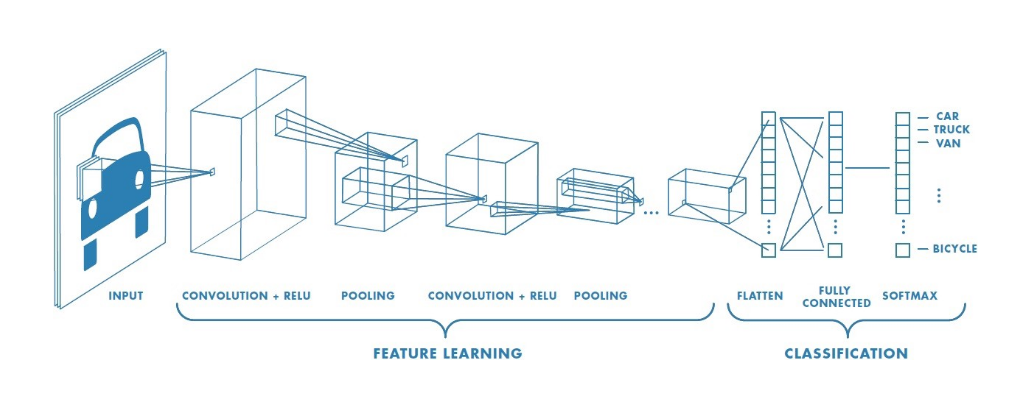 CAR
TRUCK
VAN
BICYCLE
INPUT
CONVOLUTION + RELU
POOLING
CONVOLUTION + RELU
POOLING
FLATTEN
FULLY
CONNECTED
SOFTMAX
FEATURE LEARNING
CLASSIFICATION